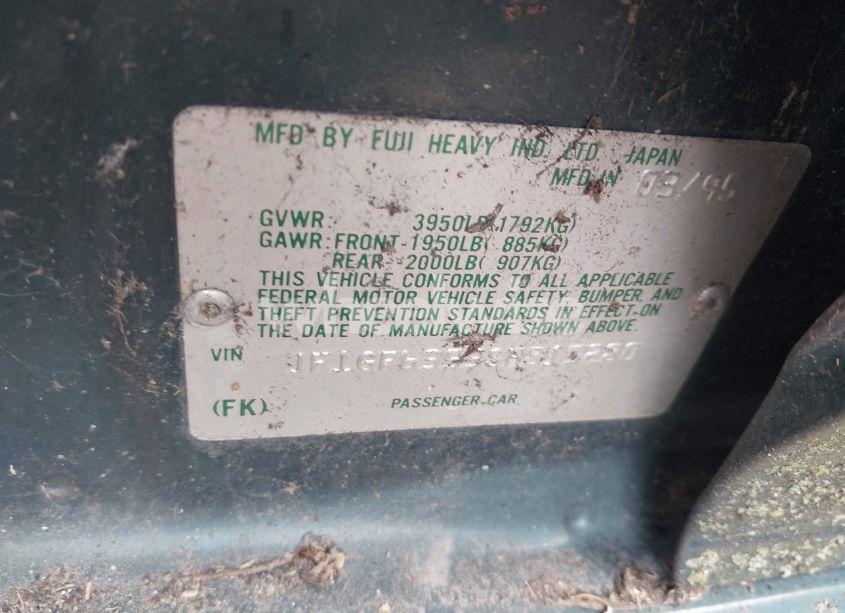 MFD BY FUJI HEAVY IND. LTD. JAPAN
MFD IN 03/95
GVWR: 3950LB(1792KG)
GAWR:FRONT-1950LB( 885KG)
REAR 2000LB( 907KG)
THIS VEHICLE CONFORMS TO ALL APPLICABLE
FEDERAL MOTOR VEHICLE SAFETY, BUMPER, AND
THEFT PREVENTION STANDARDS IN EFFECT ON
THE DATE OF MANUFACTURE SHOWN ABOVE.
VIN
(FK) PASSENGER CAR